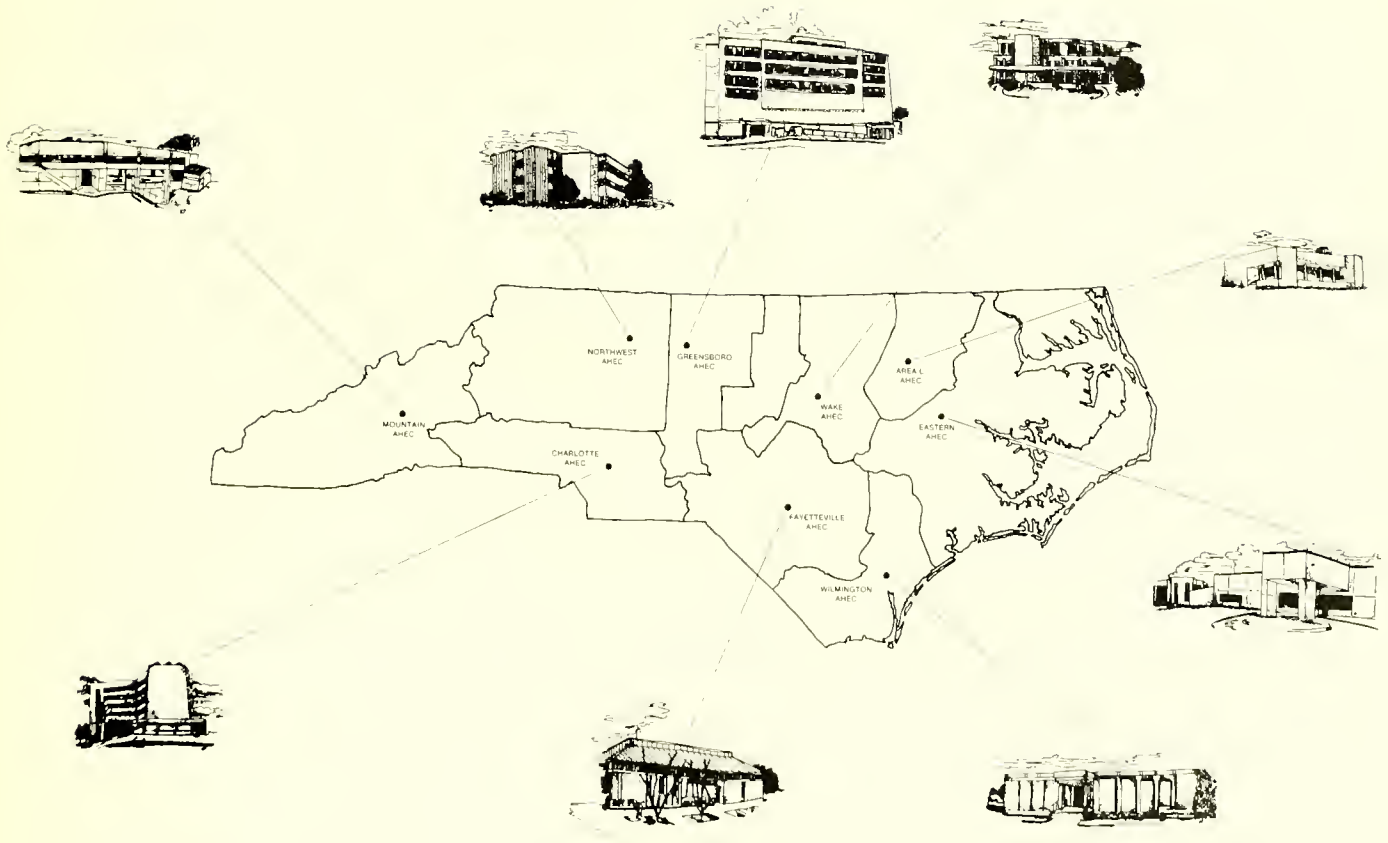 NORTHWEST
AHEC
GREENSBORO
AHEC
AREA L
AHEC
WAKE
AHEC
MOUNTAIN
AHEC
EASTERN
AHEC
CHARLOTTE
AHEC
FAYETTEVILLE
AHEC
WILMINGTON
AHEC